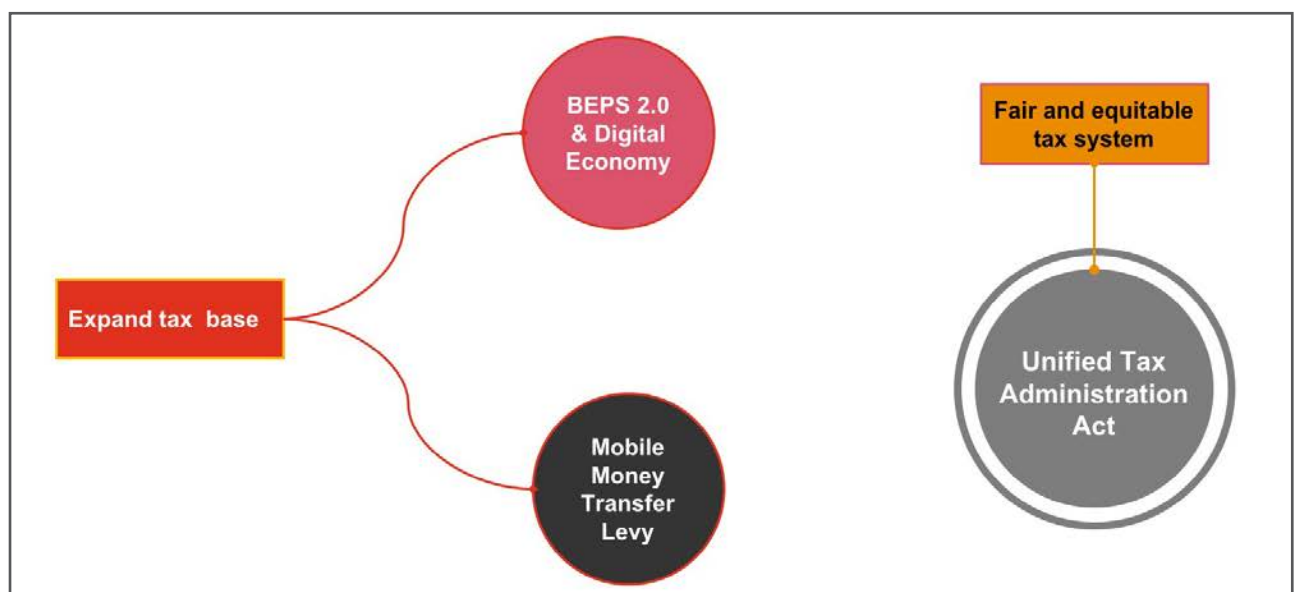 BEPS 2.0
& Digital
Economy
Fair and equitable
tax system
Expand tax base
Unified Tax
Administration
Act
Mobile
Money
Transfer
Levy